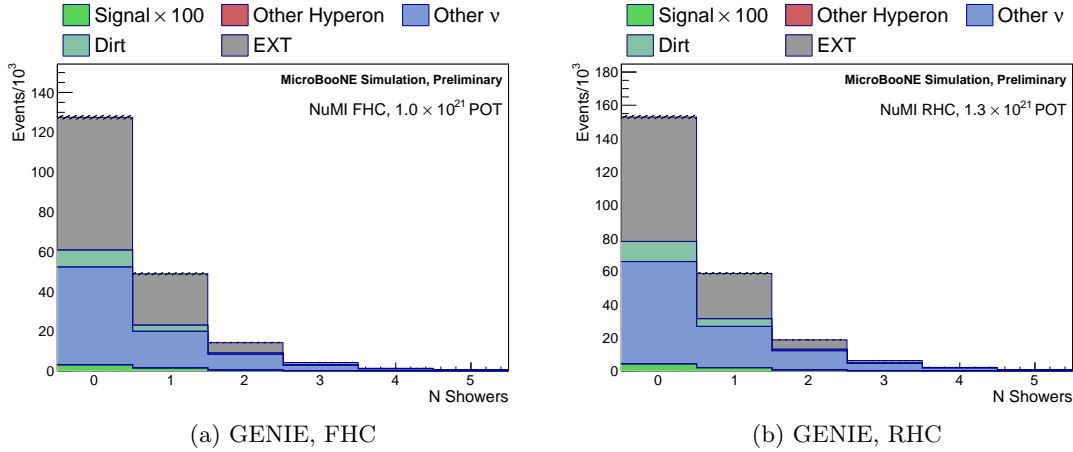 Signal × 100 Other Hyperon Other ν
Dirt EXT
Events/10³
MicroBooNE Simulation, Preliminary
NuMI FHC, 1.0 × 10²¹ POT
140
120
100
80
60
40
20
0
0 1 2 3 4 5
N Showers
(a) GENIE, FHC
Signal × 100 Other Hyperon Other ν
Dirt EXT
Events/10³
MicroBooNE Simulation, Preliminary
NuMI RHC, 1.3 × 10²¹ POT
180
160
140
120
100
80
60
40
20
0
0 1 2 3 4 5
N Showers
(b) GENIE, RHC